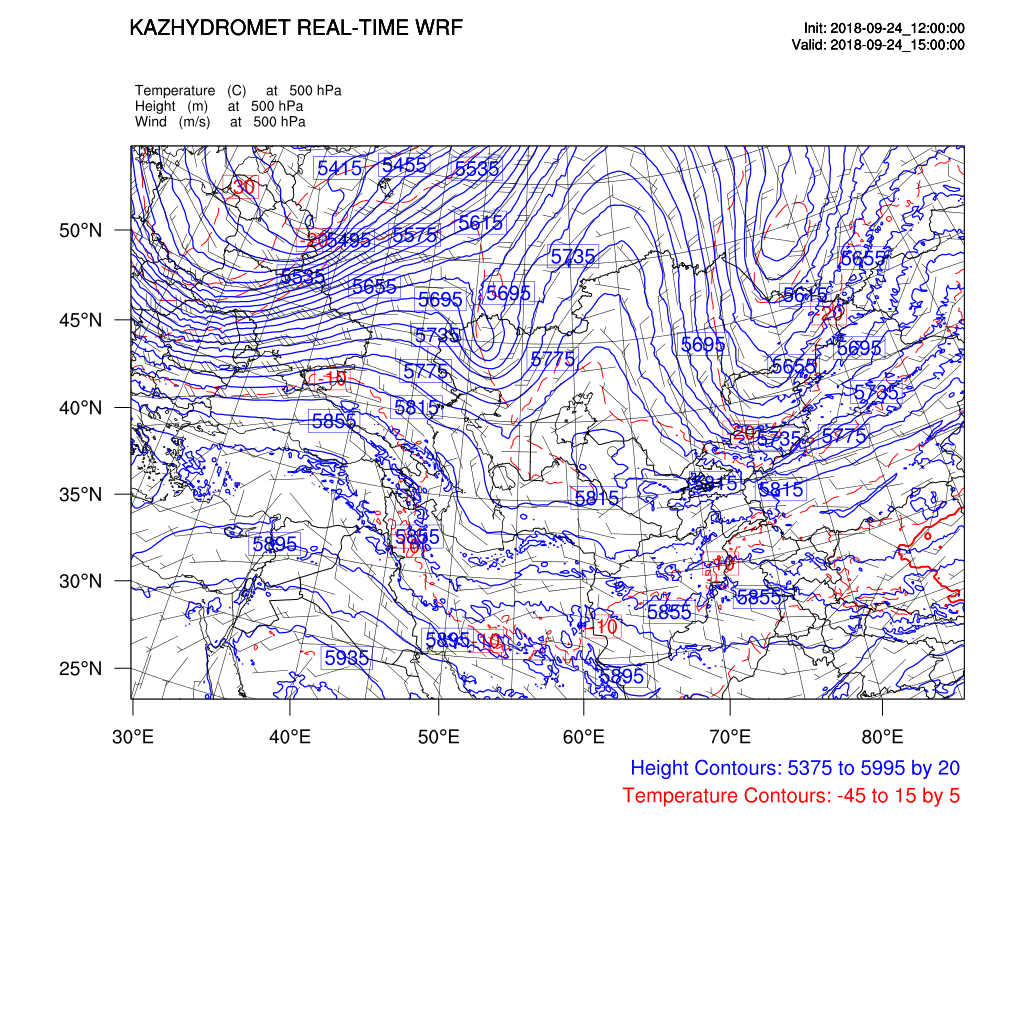 KAZHYDROMET REAL-TIME WRF
Init: 2018-09-24_12:00:00
Valid: 2018-09-24_15:00:00
Temperature (C) at 500 hPa
Height (m) at 500 hPa
Wind (m/s) at 500 hPa
5415 5455 5535
-30
5615
50°N
-20 5495 5575
5735 5655
5535 5655
5695 5695 5615
45°N
-20
5735 5695 5695
5775 5775 5655
-10
5735
40°N
5815
5855
-20 5735 5775
5815 5815
35°N
5815
5855
5895
-10
-10
30°N
5855 5855
-10
5895 -10
25°N
5935
5895
30°E 40°E 50°E 60°E 70°E 80°E
Height Contours: 5375 to 5995 by 20
Temperature Contours: -45 to 15 by 5